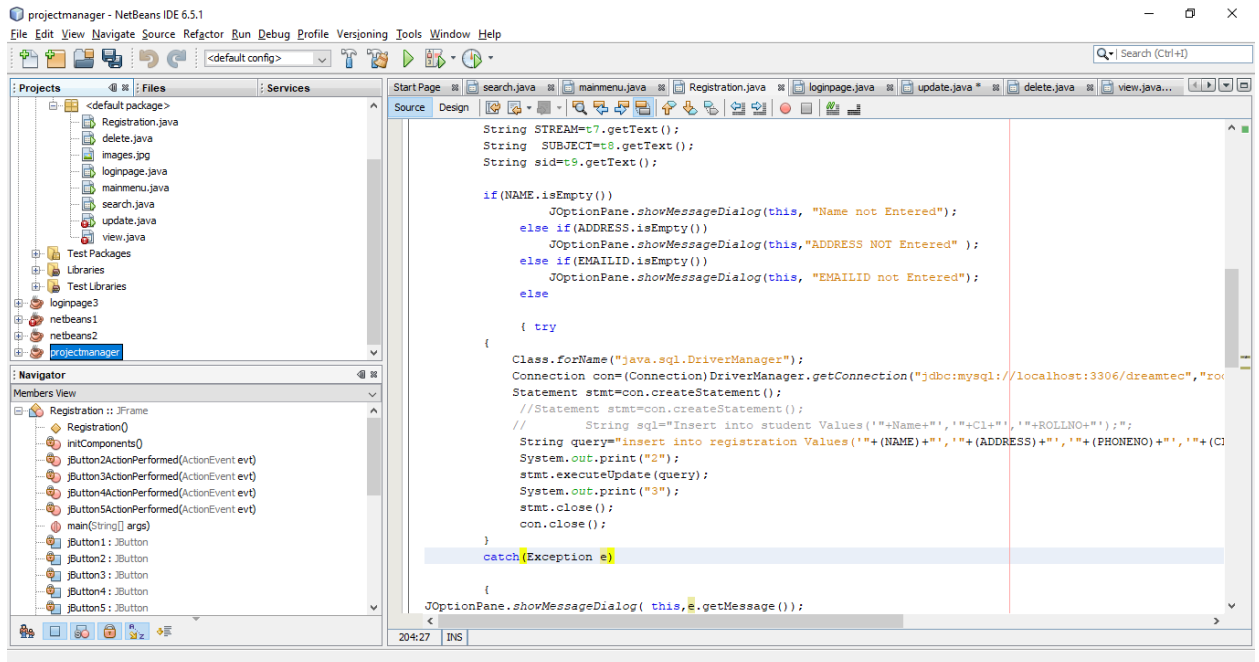 projectmanager - NetBeans IDE 6.5.1
File Edit View Navigate Source Refactor Run Debug Profile Versioning Tools Window Help
<default config>
Search (Ctrl+I)
Projects Files Services
<default package>
Registration.java
delete.java
images.jpg
loginpage.java
mainmenu.java
search.java
update.java
view.java
Test Packages
Libraries
Test Libraries
loginpage3
netbeans1
netbeans2
projectmanager
Navigator
Members View
Registration :: JFrame
Registration()
initComponents()
jButton2ActionPerformed(ActionEvent evt)
jButton3ActionPerformed(ActionEvent evt)
jButton4ActionPerformed(ActionEvent evt)
jButton5ActionPerformed(ActionEvent evt)
main(String[] args)
jButton1 : JButton
jButton2 : JButton
jButton3 : JButton
jButton4 : JButton
jButton5 : JButton
Start Page search.java mainmenu.java Registration.java loginpage.java update.java * delete.java view.java...
Source Design
String STREAM=t7.getText();
String  SUBJECT=t8.getText();
String sid=t9.getText();
if(NAME.isEmpty())
JOptionPane.showMessageDialog(this, "Name not Entered");
else if(ADDRESS.isEmpty())
JOptionPane.showMessageDialog(this,"ADDRESS NOT Entered" );
else if(EMAILID.isEmpty())
JOptionPane.showMessageDialog(this, "EMAILID not Entered");
else
{ try
{
Class.forName("java.sql.DriverManager");
Connection con=(Connection)DriverManager.getConnection("jdbc:mysql://localhost:3306/dreamtec","roo
Statement stmt=con.createStatement();
//Statement stmt=con.createStatement();
//        String sql="Insert into student Values('"+Name+"','"+Cl+"','"+ROLLNO+"');";
String query="insert into registration Values('"+(NAME)+"','"+(ADDRESS)+"','"+(PHONENO)+"','"+(Cl
System.out.print("2");
stmt.executeUpdate(query);
System.out.print("3");
stmt.close();
con.close();
}
catch(Exception e)
{
JOptionPane.showMessageDialog( this,e.getMessage());
204:27 INS